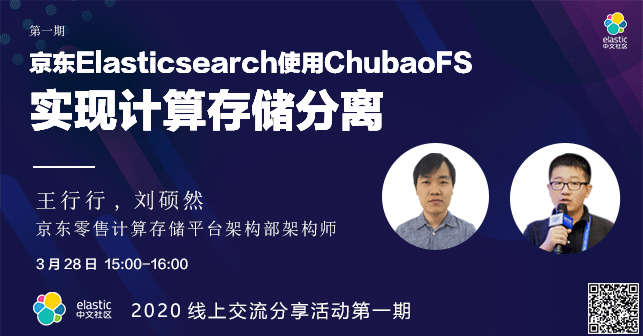 第一期
elastic
中文社区
京东Elasticsearch使用ChubaoFS
实现计算存储分离
王行行，刘硕然
京东零售计算存储平台架构部架构师
3月28日 15:00-16:00
elastic
中文社区
2020 线上交流分享活动第一期